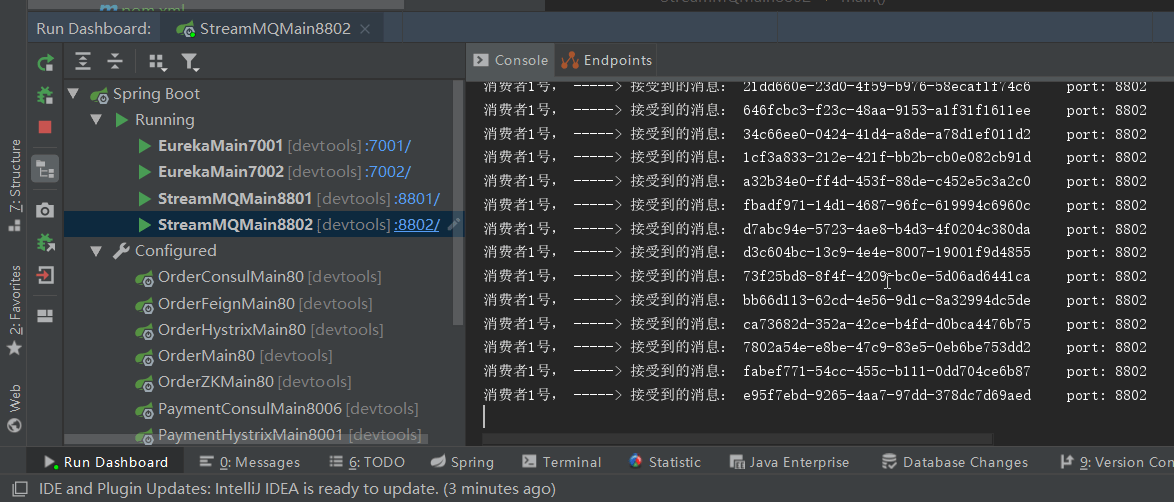 Run Dashboard: StreamMQMain8802
Console
Endpoints
Spring Boot
Running
EurekaMain7001 [devtools] :7001/
EurekaMain7002 [devtools] :7002/
StreamMQMain8801 [devtools] :8801/
StreamMQMain8802 [devtools] :8802/
Configured
OrderConsulMain80 [devtools]
OrderFeignMain80 [devtools]
OrderHystrixMain80 [devtools]
OrderMain80 [devtools]
OrderZKMain80 [devtools]
PaymentConsulMain8006 [devtools]
PaymentHystrixMain8001 [devtools]
消费者1号, -----> 接受到的消息: 21dd660e-23d0-4f59-b976-58ecaf1f74c6 port: 8802
消费者1号, -----> 接受到的消息: 646fcbc3-f23c-48aa-9153-a1f31f1611ee port: 8802
消费者1号, -----> 接受到的消息: 34c66ee0-0424-41d4-a8de-a78d1ef011d2 port: 8802
消费者1号, -----> 接受到的消息: 1cf3a833-212e-421f-bb2b-cb0e082cb91d port: 8802
消费者1号, -----> 接受到的消息: a32b34e0-ff4d-453f-88de-c452e5c3a2c0 port: 8802
消费者1号, -----> 接受到的消息: fbadf971-14d1-4687-96fc-619994c6960c port: 8802
消费者1号, -----> 接受到的消息: d7abc94e-5723-4ae8-b4d3-4f0204c380da port: 8802
消费者1号, -----> 接受到的消息: d3c604bc-13c9-4e4e-8007-19001f9d4855 port: 8802
消费者1号, -----> 接受到的消息: 73f25bd8-8f4f-4209-bc0e-5d06ad6441ca port: 8802
消费者1号, -----> 接受到的消息: bb66d113-62cd-4e56-9d1c-8a32994dc5de port: 8802
消费者1号, -----> 接受到的消息: ca73682d-352a-42ce-b4fd-d0bca4476b75 port: 8802
消费者1号, -----> 接受到的消息: 7802a54e-e8be-47c9-83e5-0eb6be753dd2 port: 8802
消费者1号, -----> 接受到的消息: fabef771-54cc-455c-b111-0dd704ce6b87 port: 8802
消费者1号, -----> 接受到的消息: e95f7ebd-9265-4aa7-97dd-378dc7d69aed port: 8802
Z: Structure
2: Favorites
Web
Run Dashboard
0: Messages
6: TODO
Spring
Terminal
Statistic
Java Enterprise
Database Changes
9: Version Con
IDE and Plugin Updates: IntelliJ IDEA is ready to update. (3 minutes ago)